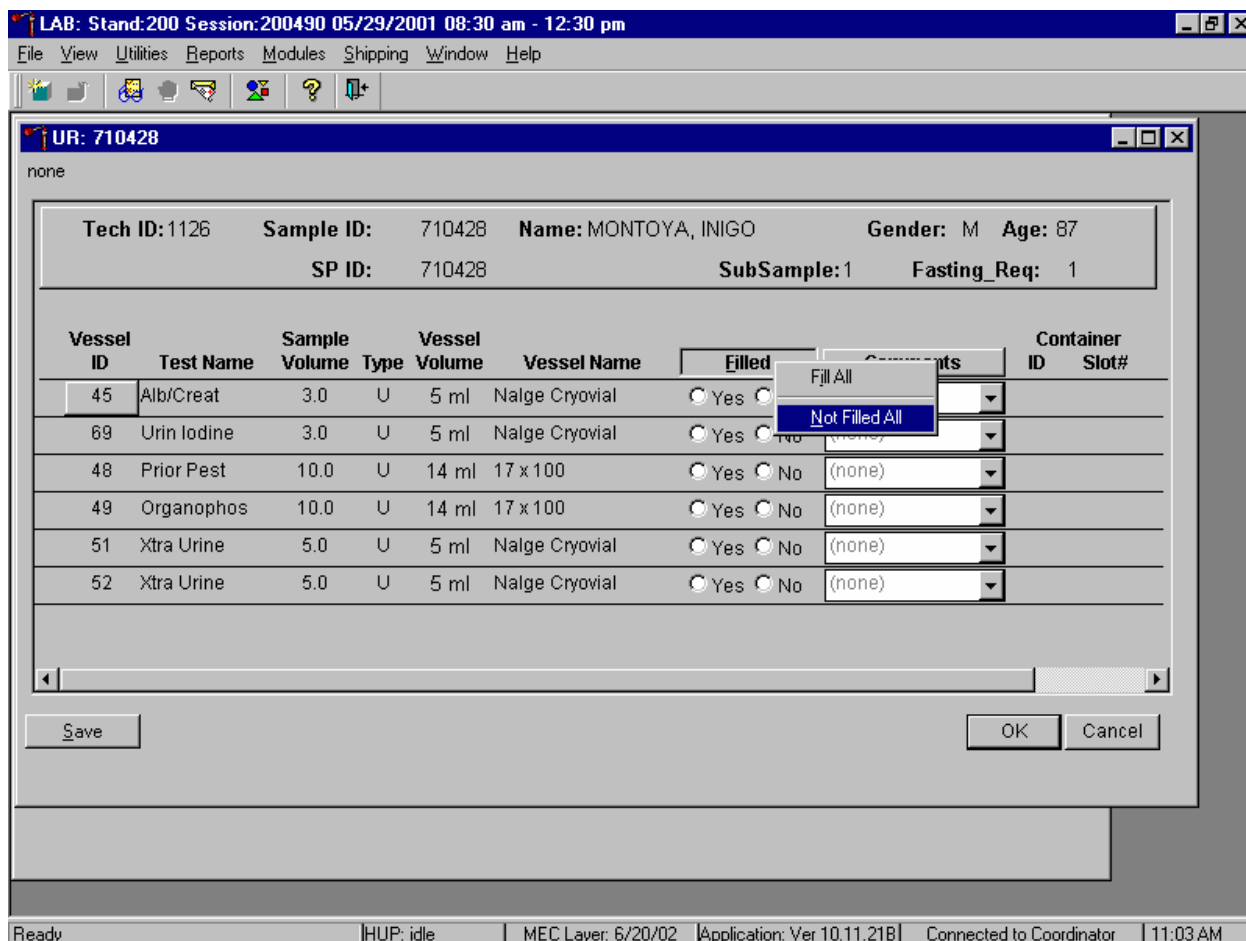 LAB: Stand:200 Session:200490 05/29/2001 08:30 am - 12:30 pm
File View Utilities Reports Modules Shipping Window Help
UR: 710428
none
Tech ID: 1126 Sample ID: 710428 Name: MONTOYA, INIGO Gender: M Age: 87
SP ID: 710428 SubSample: 1 Fasting_Req: 1
Vessel Sample Vessel Container
ID Test Name Volume Type Volume Vessel Name Filled ID Slot#
Fill All
45 Alb/Creat 3.0 U 5 ml Nalge Cryovial Yes
Not Filled All
69 Urin Iodine 3.0 U 5 ml Nalge Cryovial Yes No (none)
48 Prior Pest 10.0 U 14 ml 17 x 100 Yes No (none)
49 Organophos 10.0 U 14 ml 17 x 100 Yes No (none)
51 Xtra Urine 5.0 U 5 ml Nalge Cryovial Yes No (none)
52 Xtra Urine 5.0 U 5 ml Nalge Cryovial Yes No (none)
Save OK Cancel
Ready HUP: idle MEC Layer: 6/20/02 Application: Ver 10.11.21B Connected to Coordinator 11:03 AM